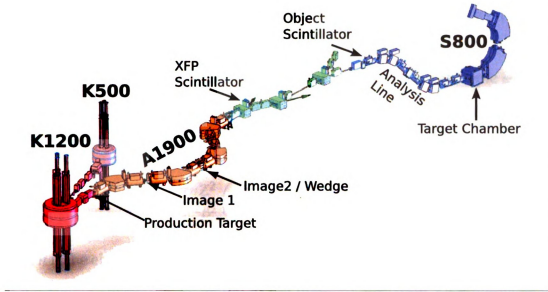 Object
Scintillator
S800
XFP
Scintillator
K500
Analysis
Line
Target Chamber
K1200
A1900
Image2 / Wedge
Image 1
Production Target